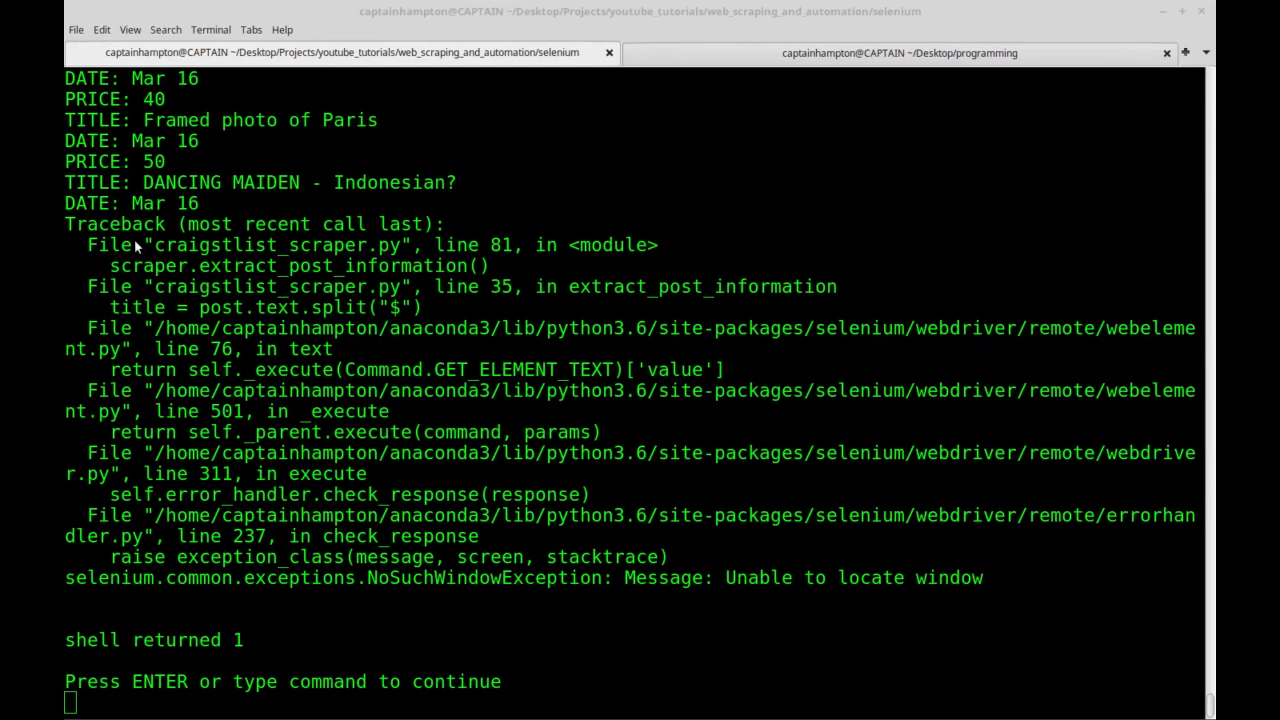 captainhampton@CAPTAIN ~/Desktop/Projects/youtube_tutorials/web_scraping_and_automation/selenium
File Edit View Search Terminal Tabs Help
captainhampton@CAPTAIN ~/Desktop/Projects/youtube_tutorials/web_scraping_and_automation/selenium
captainhampton@CAPTAIN ~/Desktop/programming
DATE: Mar 16
PRICE: 40
TITLE: Framed photo of Paris
DATE: Mar 16
PRICE: 50
TITLE: DANCING MAIDEN - Indonesian?
DATE: Mar 16
Traceback (most recent call last):
  File "craigstlist_scraper.py", line 81, in <module>
    scraper.extract_post_information()
  File "craigstlist_scraper.py", line 35, in extract_post_information
    title = post.text.split("$")
  File "/home/captainhampton/anaconda3/lib/python3.6/site-packages/selenium/webdriver/remote/webeleme
nt.py", line 76, in text
    return self._execute(Command.GET_ELEMENT_TEXT)['value']
  File "/home/captainhampton/anaconda3/lib/python3.6/site-packages/selenium/webdriver/remote/webeleme
nt.py", line 501, in _execute
    return self._parent.execute(command, params)
  File "/home/captainhampton/anaconda3/lib/python3.6/site-packages/selenium/webdriver/remote/webdrive
r.py", line 311, in execute
    self.error_handler.check_response(response)
  File "/home/captainhampton/anaconda3/lib/python3.6/site-packages/selenium/webdriver/remote/errorhan
dler.py", line 237, in check_response
    raise exception_class(message, screen, stacktrace)
selenium.common.exceptions.NoSuchWindowException: Message: Unable to locate window
shell returned 1
Press ENTER or type command to continue